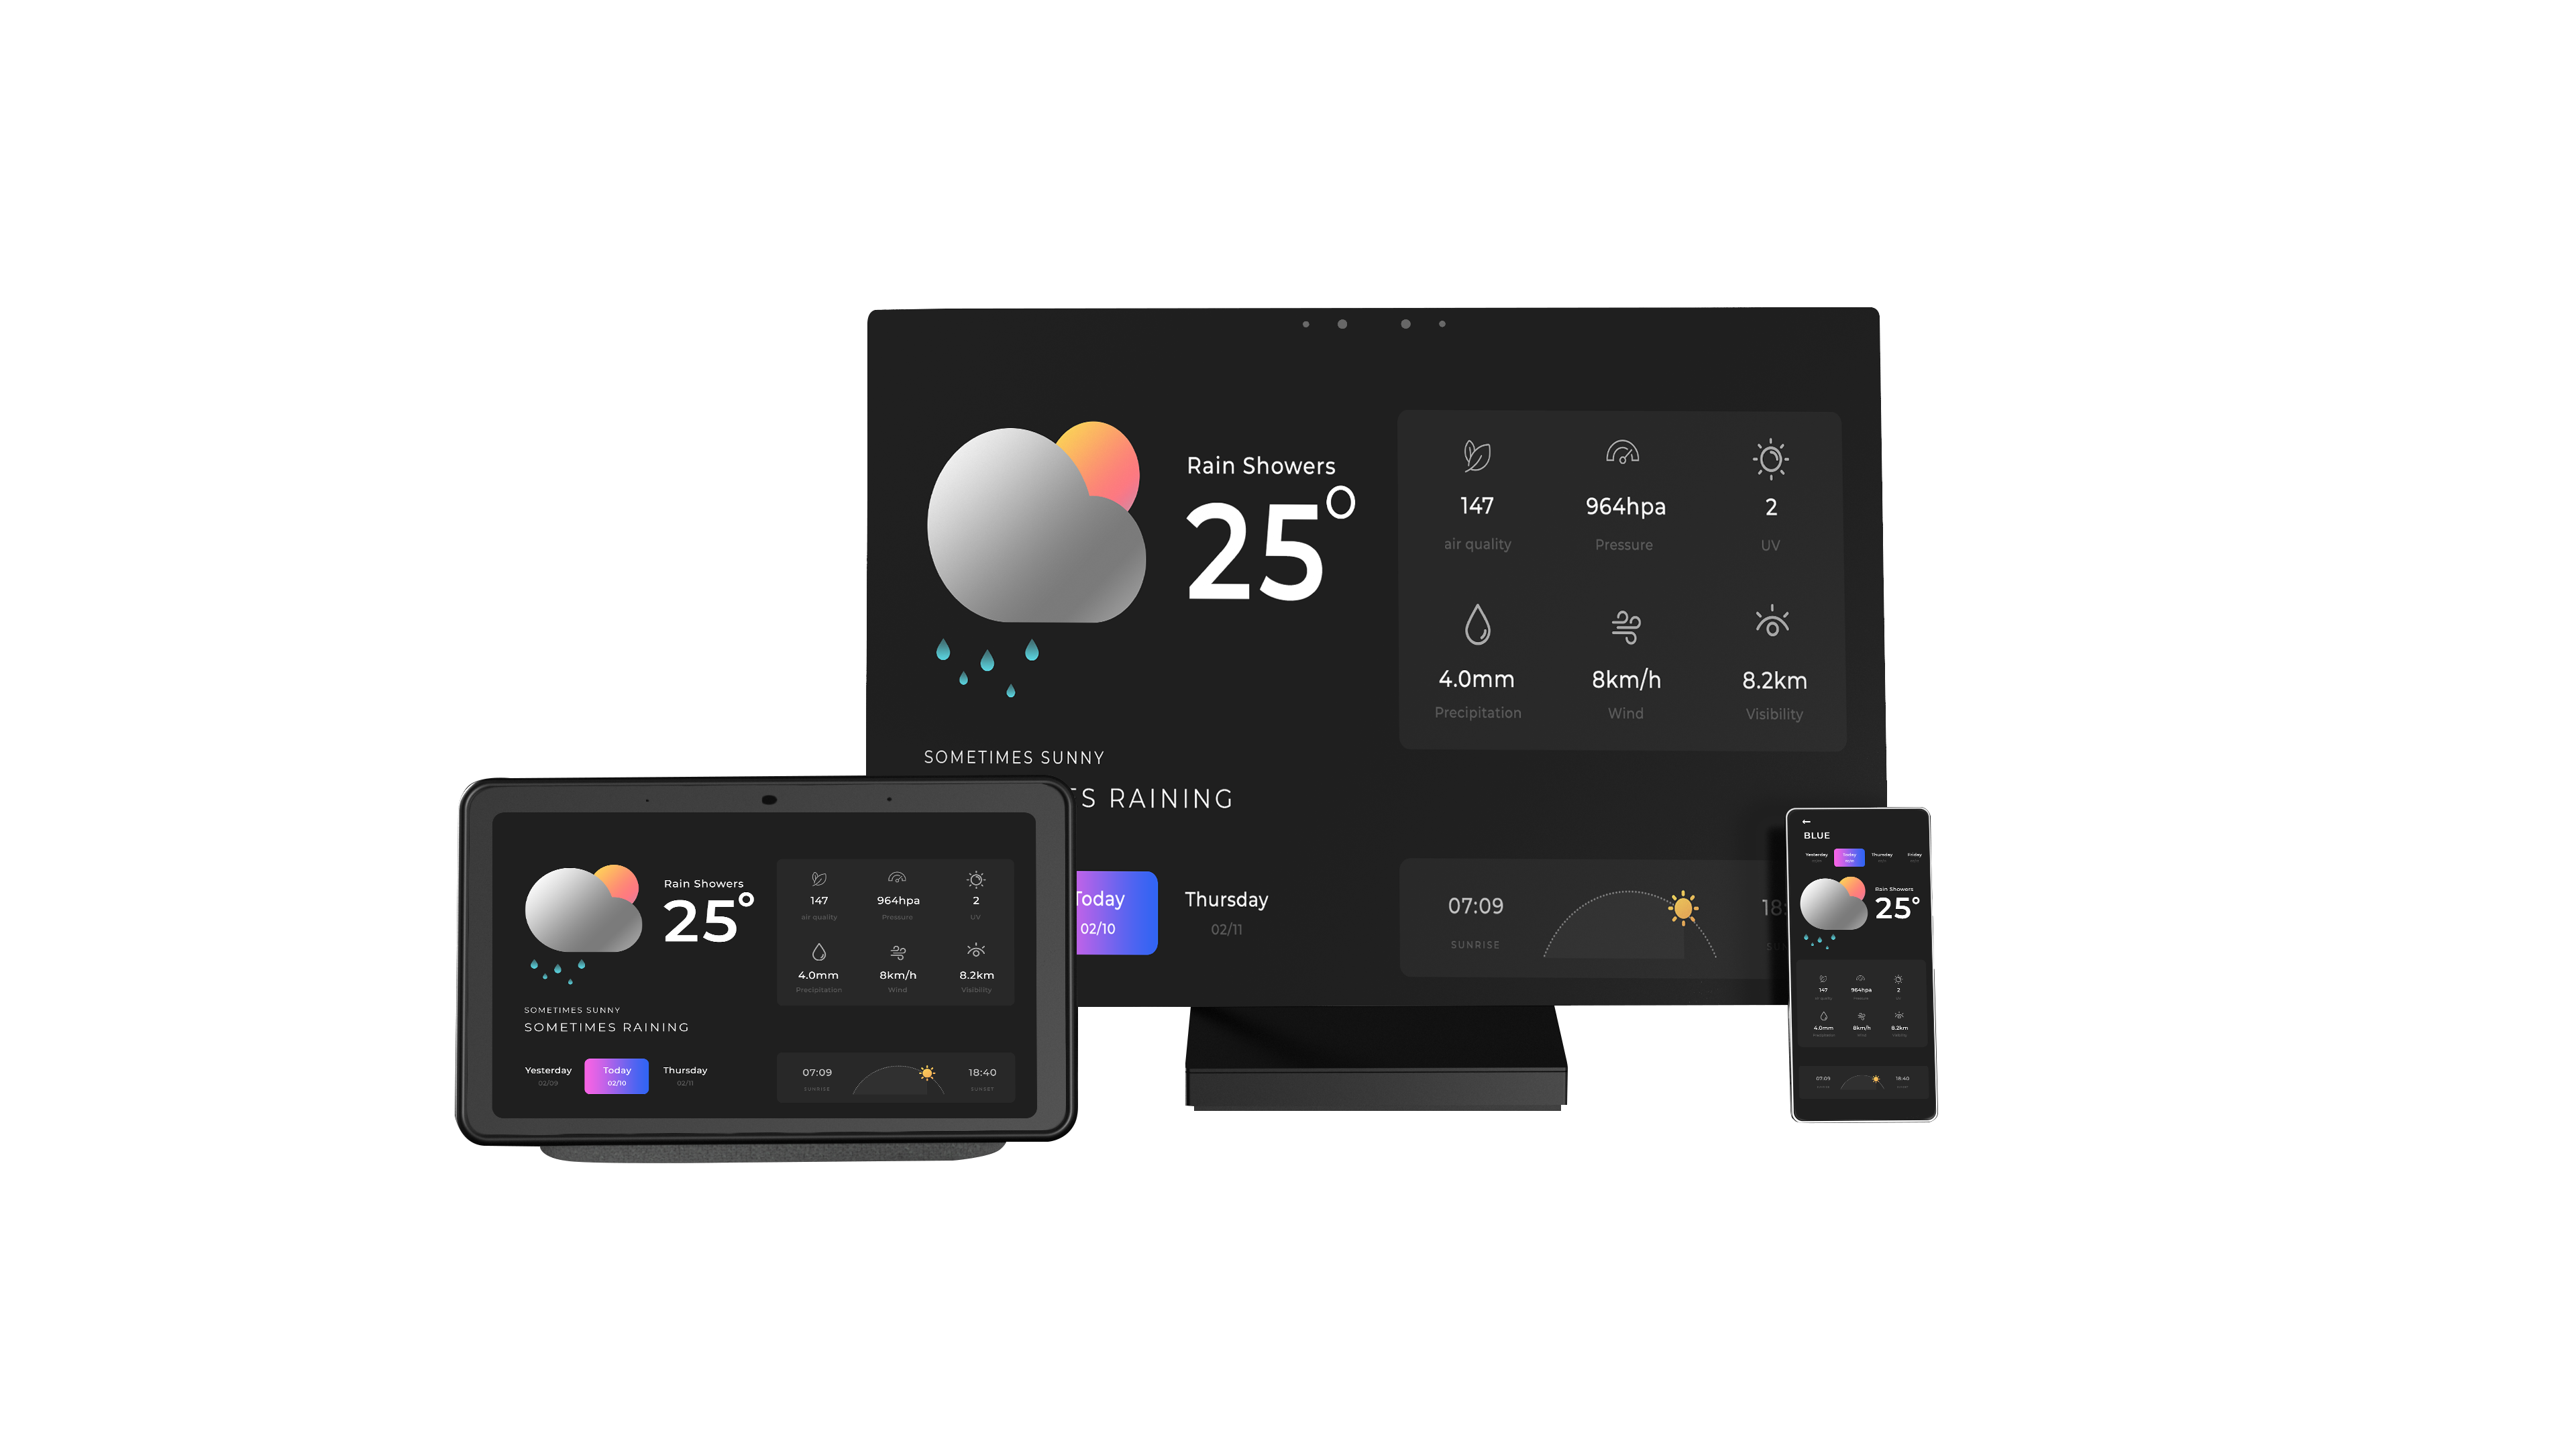 Rain Showers
25°
147
964hpa
2
air quality
Pressure
UV
4.0mm
8km/h
8.2km
Precipitation
Wind
Visibility
SOMETIMES SUNNY
ES RAINING
Today
02/10
Thursday
02/11
07:09
SUNRISE
18:
SUN
Rain Showers
25°
147
964hpa
2
air quality
Pressure
UV
4.0mm
8km/h
8.2km
Precipitation
Wind
Visibility
SOMETIMES SUNNY
SOMETIMES RAINING
Yesterday
02/09
Today
02/10
Thursday
02/11
07:09
SUNRISE
18:40
SUNSET
BLUE
Yesterday
Today
Thursday
Friday
Rain Showers
25°
147
964hpa
2
4.0mm
8km/h
8.2km
07:09
18:40